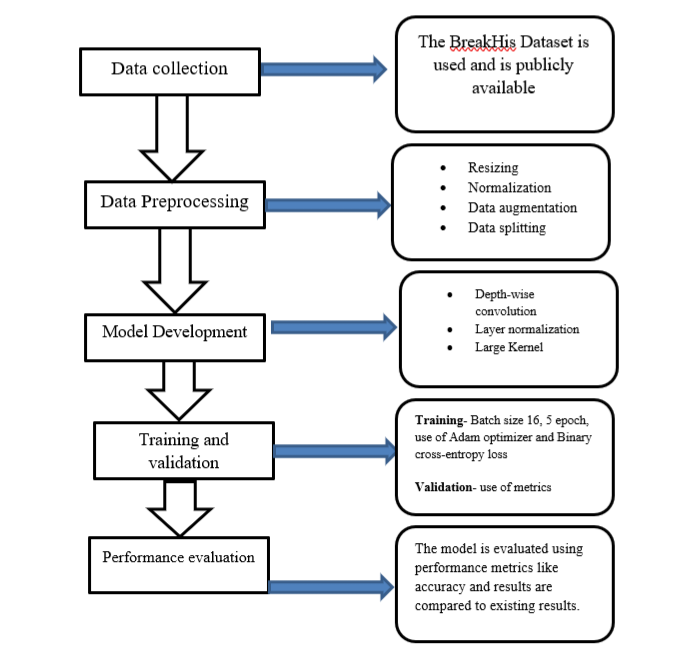 Data collection
The BreakHis Dataset is
used and is publicly
available
Data Preprocessing
• Resizing
• Normalization
• Data augmentation
• Data splitting
Model Development
• Depth-wise
convolution
• Layer normalization
• Large Kernel
Training and
validation
Training- Batch size 16, 5 epoch,
use of Adam optimizer and Binary
cross-entropy loss
Validation- use of metrics
Performance evaluation
The model is evaluated using
performance metrics like
accuracy and results are
compared to existing results.